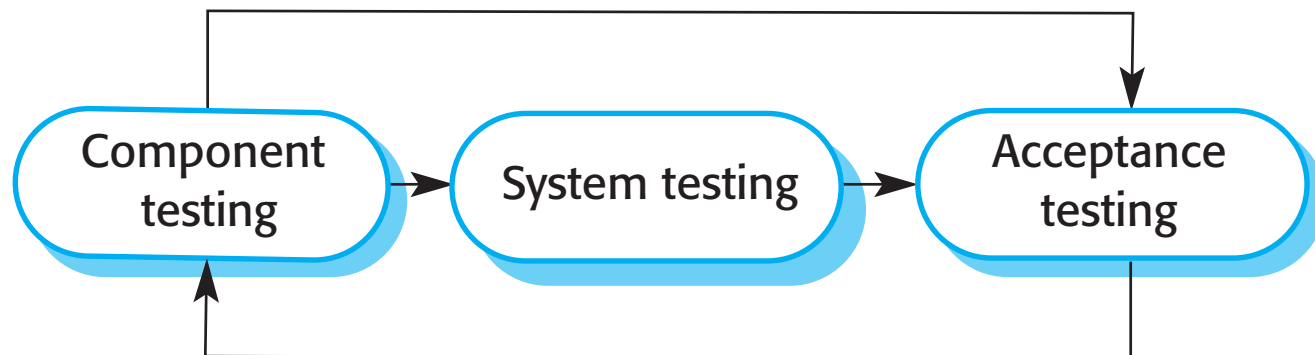 Component
testing
System testing
Acceptance
testing